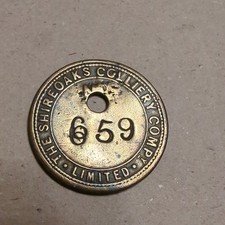 THE SHIREOAKS COLLIERY COMPY
LIMITED
659